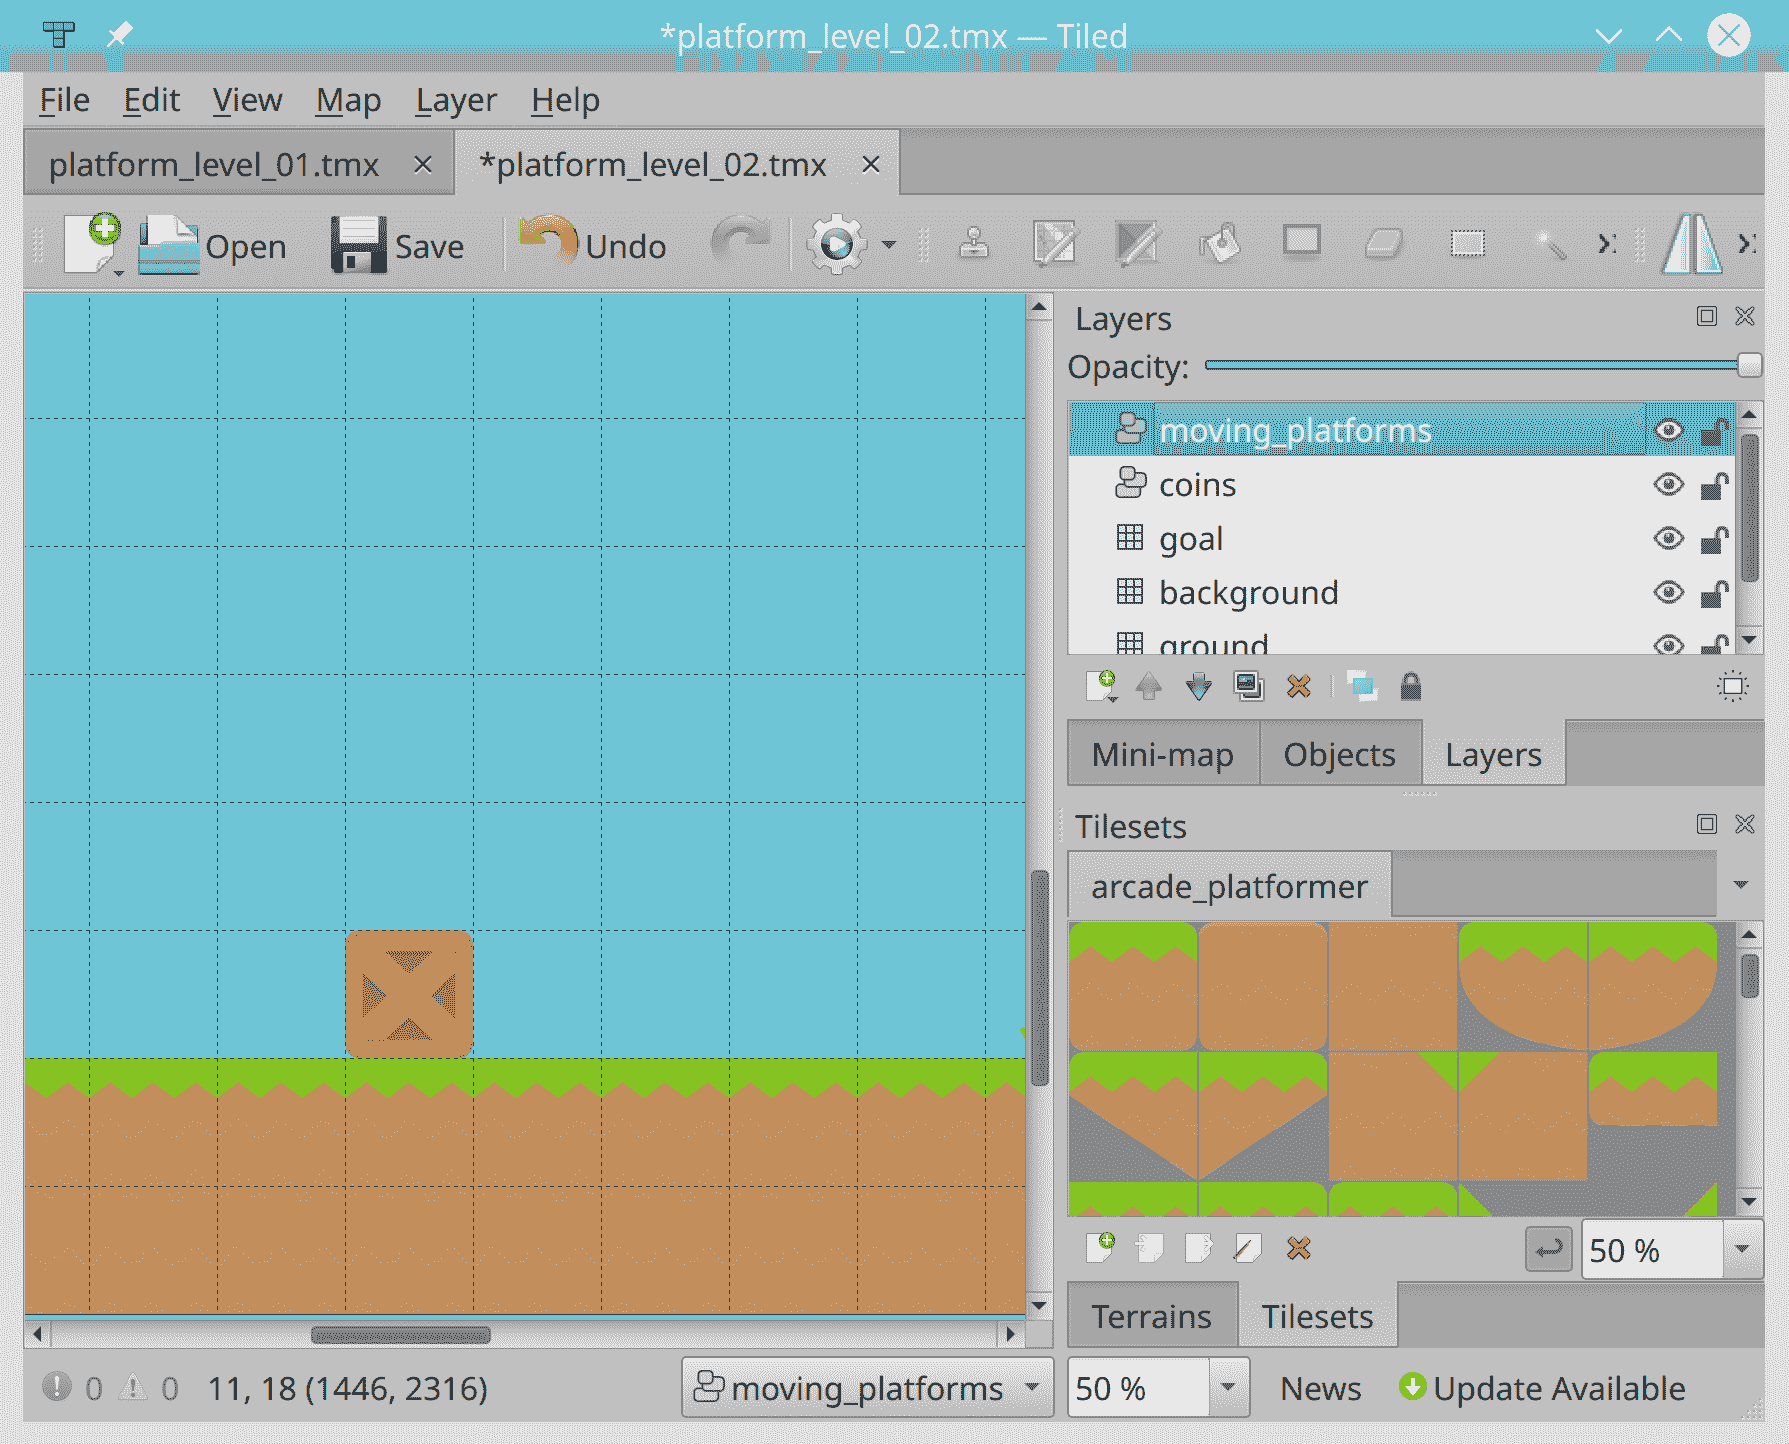 *platform_level_02.tmx — Tiled
File Edit View Map Layer Help
platform_level_01.tmx *platform_level_02.tmx
Open Save Undo
Layers
Opacity:
moving_platforms
coins
goal
background
ground
Mini-map Objects Layers
Tilesets
arcade_platformer
50 %
Terrains Tilesets
0 0 11, 18 (1446, 2316) moving_platforms 50 % News Update Available